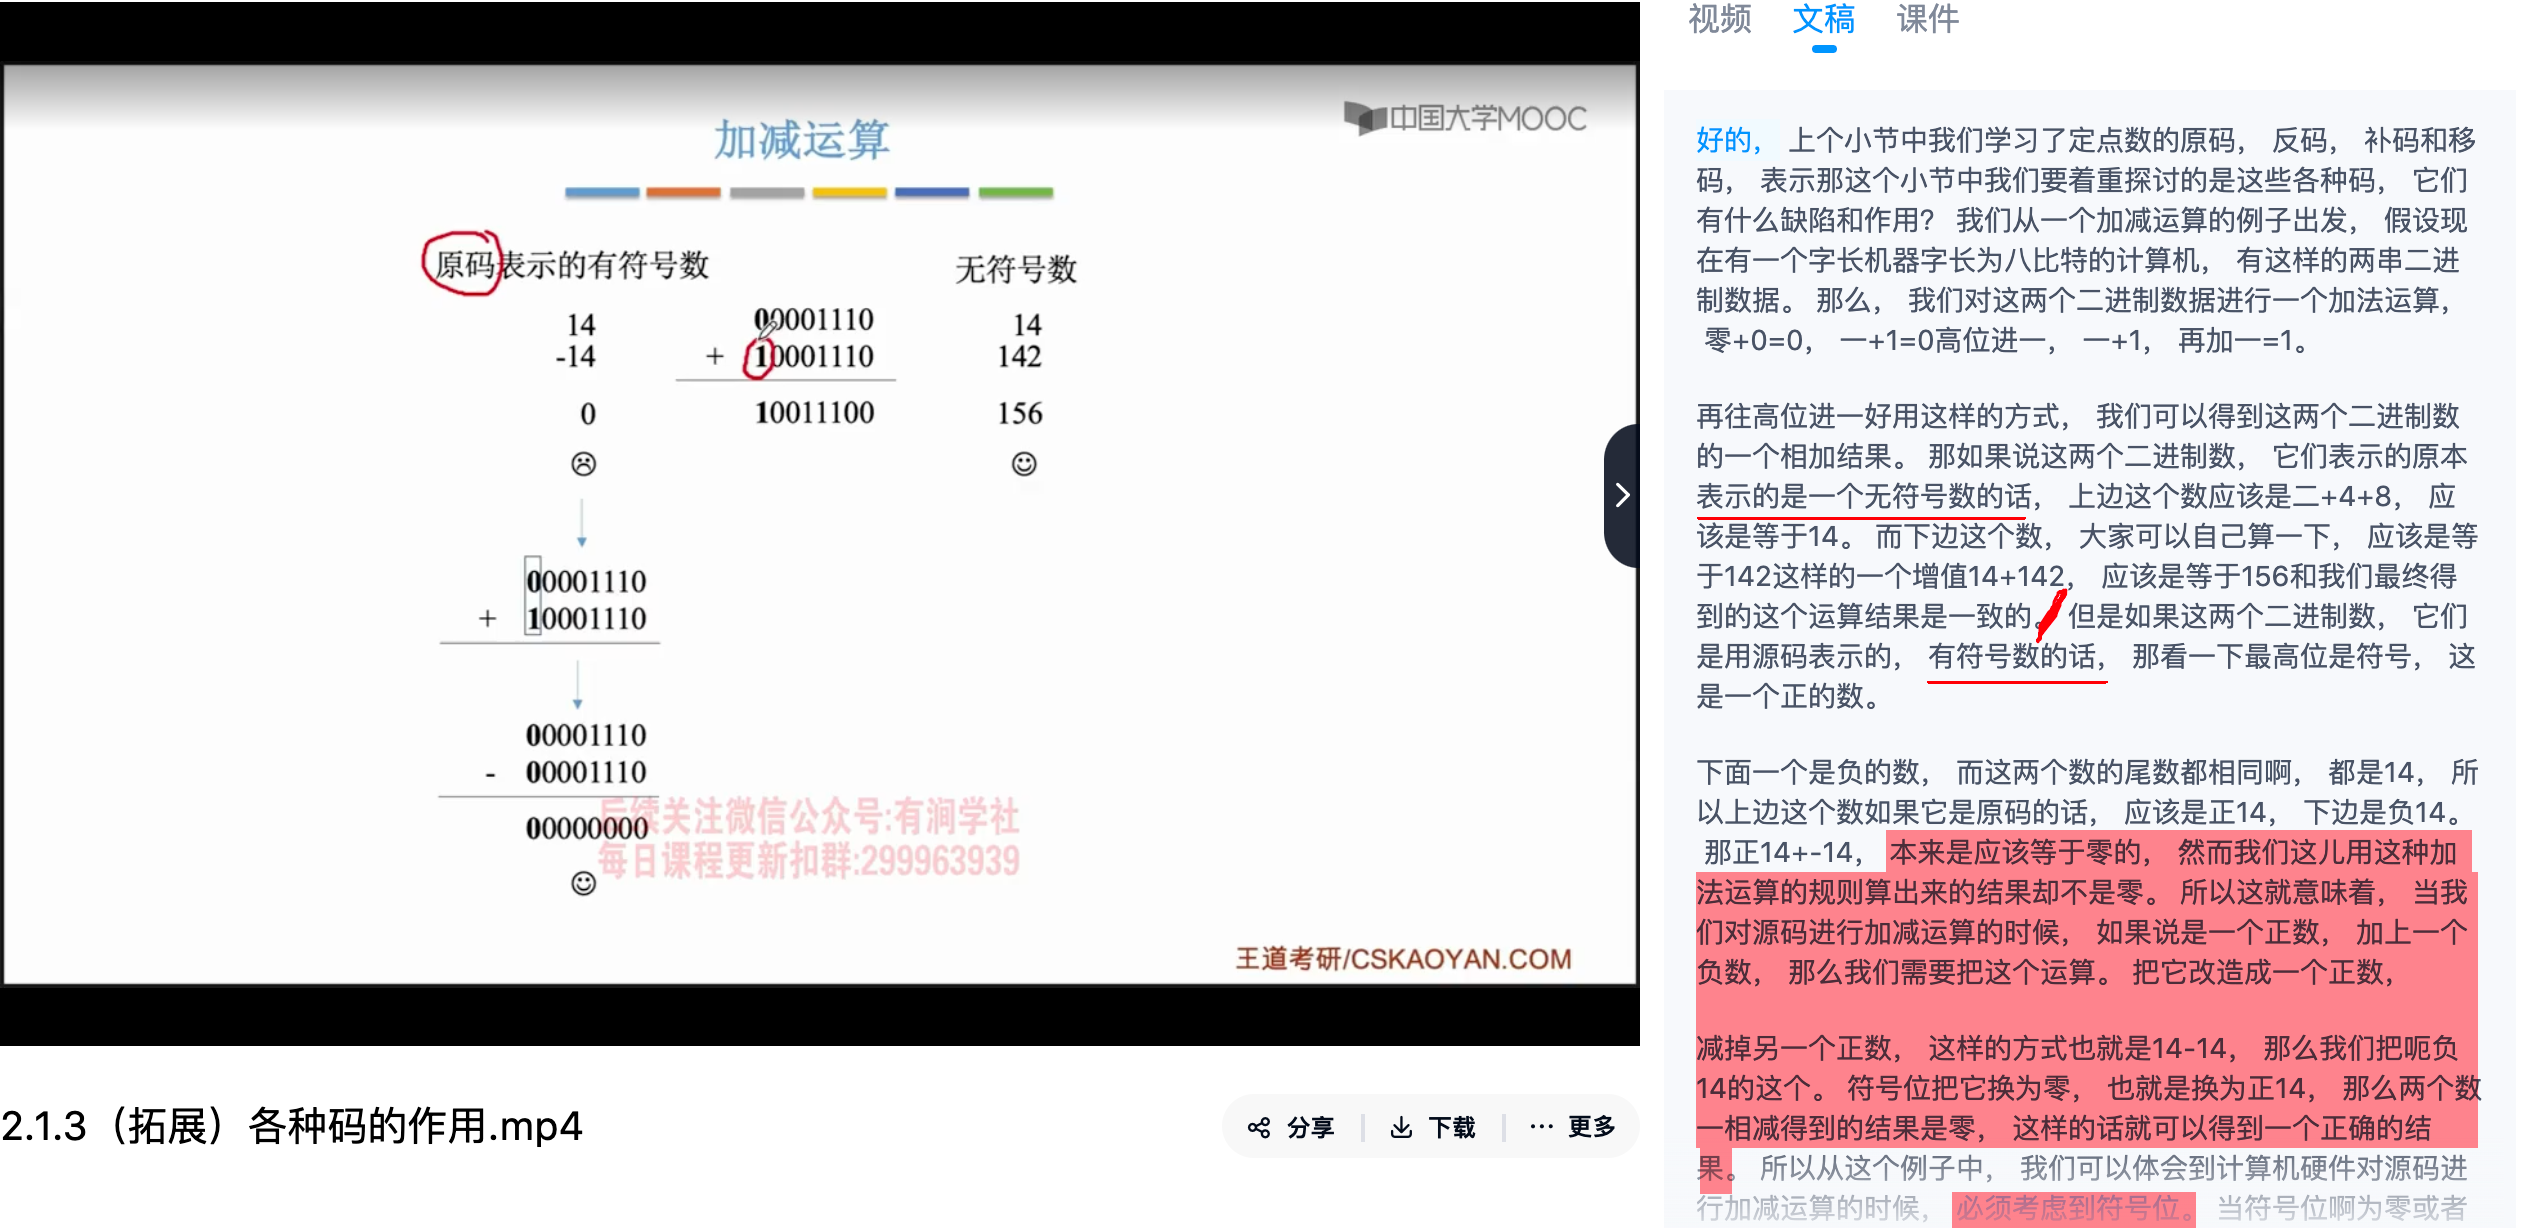 中国大学MOOC
加减运算
原码表示的有符号数
无符号数
14
00001110
14
-14
+ 10001110
142
0
10011100
156
00001110
+ 10001110
00001110
- 00001110
00000000
后续关注微信公众号:有涧学社
每日课程更新扣群:299963939
王道考研/CSKAOYAN.COM
2.1.3（拓展）各种码的作用.mp4
分享
下载
更多
视频 文稿 课件
好的， 上个小节中我们学习了定点数的原码， 反码， 补码和移
码， 表示那这个小节中我们要着重探讨的是这些各种码， 它们
有什么缺陷和作用? 我们从一个加减运算的例子出发， 假设现
在有一个字长机器字长为八比特的计算机， 有这样的两串二进
制数据。 那么， 我们对这两个二进制数据进行一个加法运算，
零+0=0， 一+1=0高位进一， 一+1， 再加一=1。
再往高位进一好用这样的方式， 我们可以得到这两个二进制数
的一个相加结果。 那如果说这两个二进制数， 它们表示的原本
表示的是一个无符号数的话， 上边这个数应该是二+4+8， 应
该是等于14。 而下边这个数， 大家可以自己算一下， 应该是等
于142这样的一个增值14+142， 应该是等于156和我们最终得
到的这个运算结果是一致的。 但是如果这两个二进制数， 它们
是用源码表示的， 有符号数的话， 那看一下最高位是符号， 这
是一个正的数。
下面一个是负的数， 而这两个数的尾数都相同啊， 都是14， 所
以上边这个数如果它是原码的话， 应该是正14， 下边是负14。
那正14+-14， 本来是应该等于零的， 然而我们这儿用这种加
法运算的规则算出来的结果却不是零。 所以这就意味着， 当我
们对源码进行加减运算的时候， 如果说是一个正数， 加上一个
负数， 那么我们需要把这个运算。 把它改造成一个正数，
减掉另一个正数， 这样的方式也就是14-14， 那么我们把呃负
14的这个。 符号位把它换为零， 也就是换为正14， 那么两个数
一相减得到的结果是零， 这样的话就可以得到一个正确的结
果。 所以从这个例子中， 我们可以体会到计算机硬件对源码进
行加减运算的时候， 必须考虑到符号位。 当符号位啊为零或者